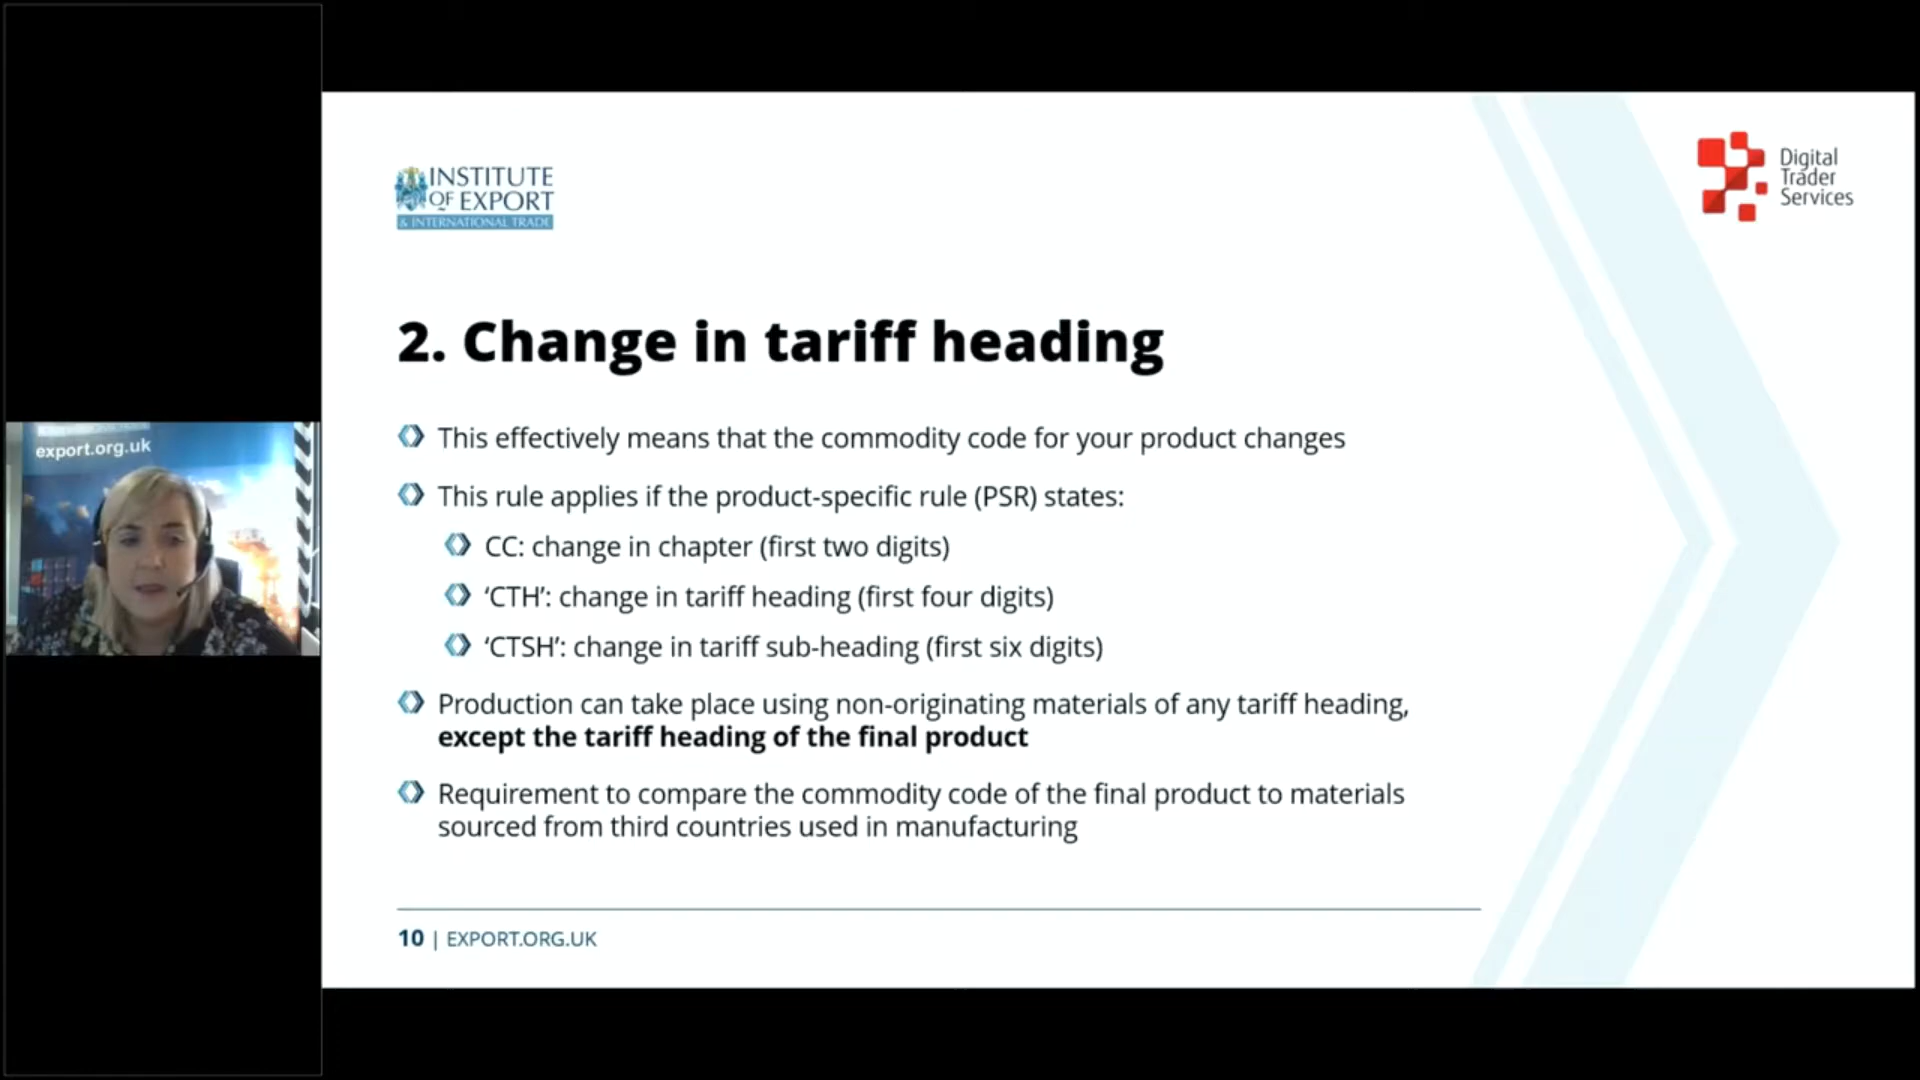 export.org.uk
INSTITUTE
OF EXPORT
& INTERNATIONAL TRADE
Digital
Trader
Services
2. Change in tariff heading
This effectively means that the commodity code for your product changes
This rule applies if the product-specific rule (PSR) states:
CC: change in chapter (first two digits)
‘CTH’: change in tariff heading (first four digits)
‘CTSH’: change in tariff sub-heading (first six digits)
Production can take place using non-originating materials of any tariff heading,
except the tariff heading of the final product
Requirement to compare the commodity code of the final product to materials
sourced from third countries used in manufacturing
10 | EXPORT.ORG.UK